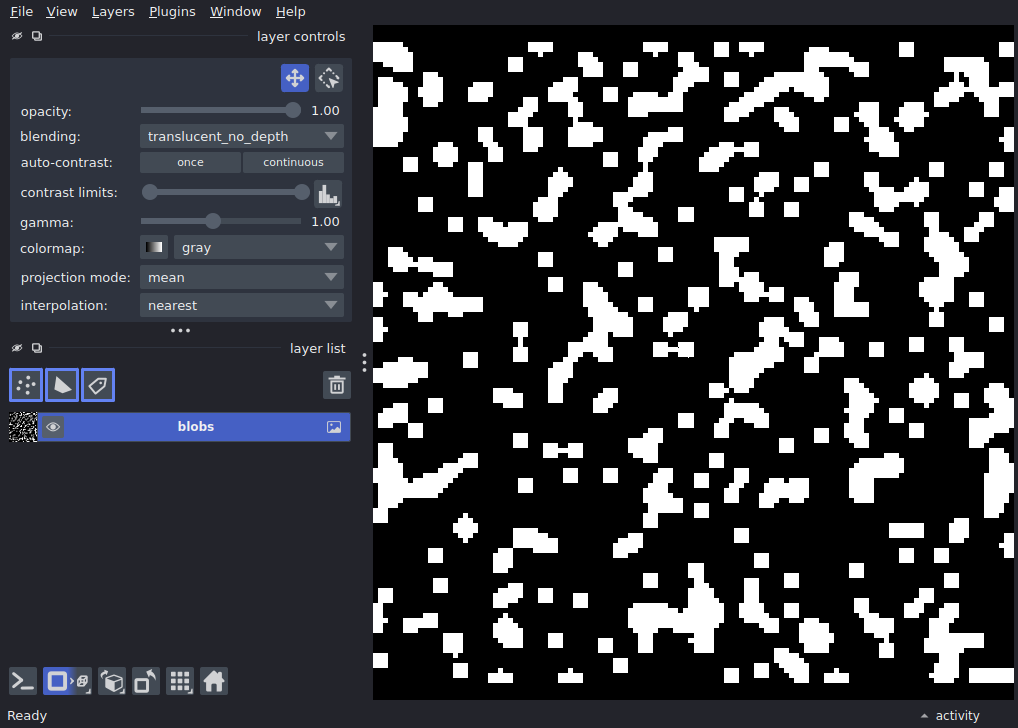 File View Layers Plugins Window Help
layer controls
opacity: 1.00
blending: translucent_no_depth
auto-contrast: once continuous
contrast limits:
gamma: 1.00
colormap: gray
projection mode: mean
interpolation: nearest
layer list
blobs
Ready
activity